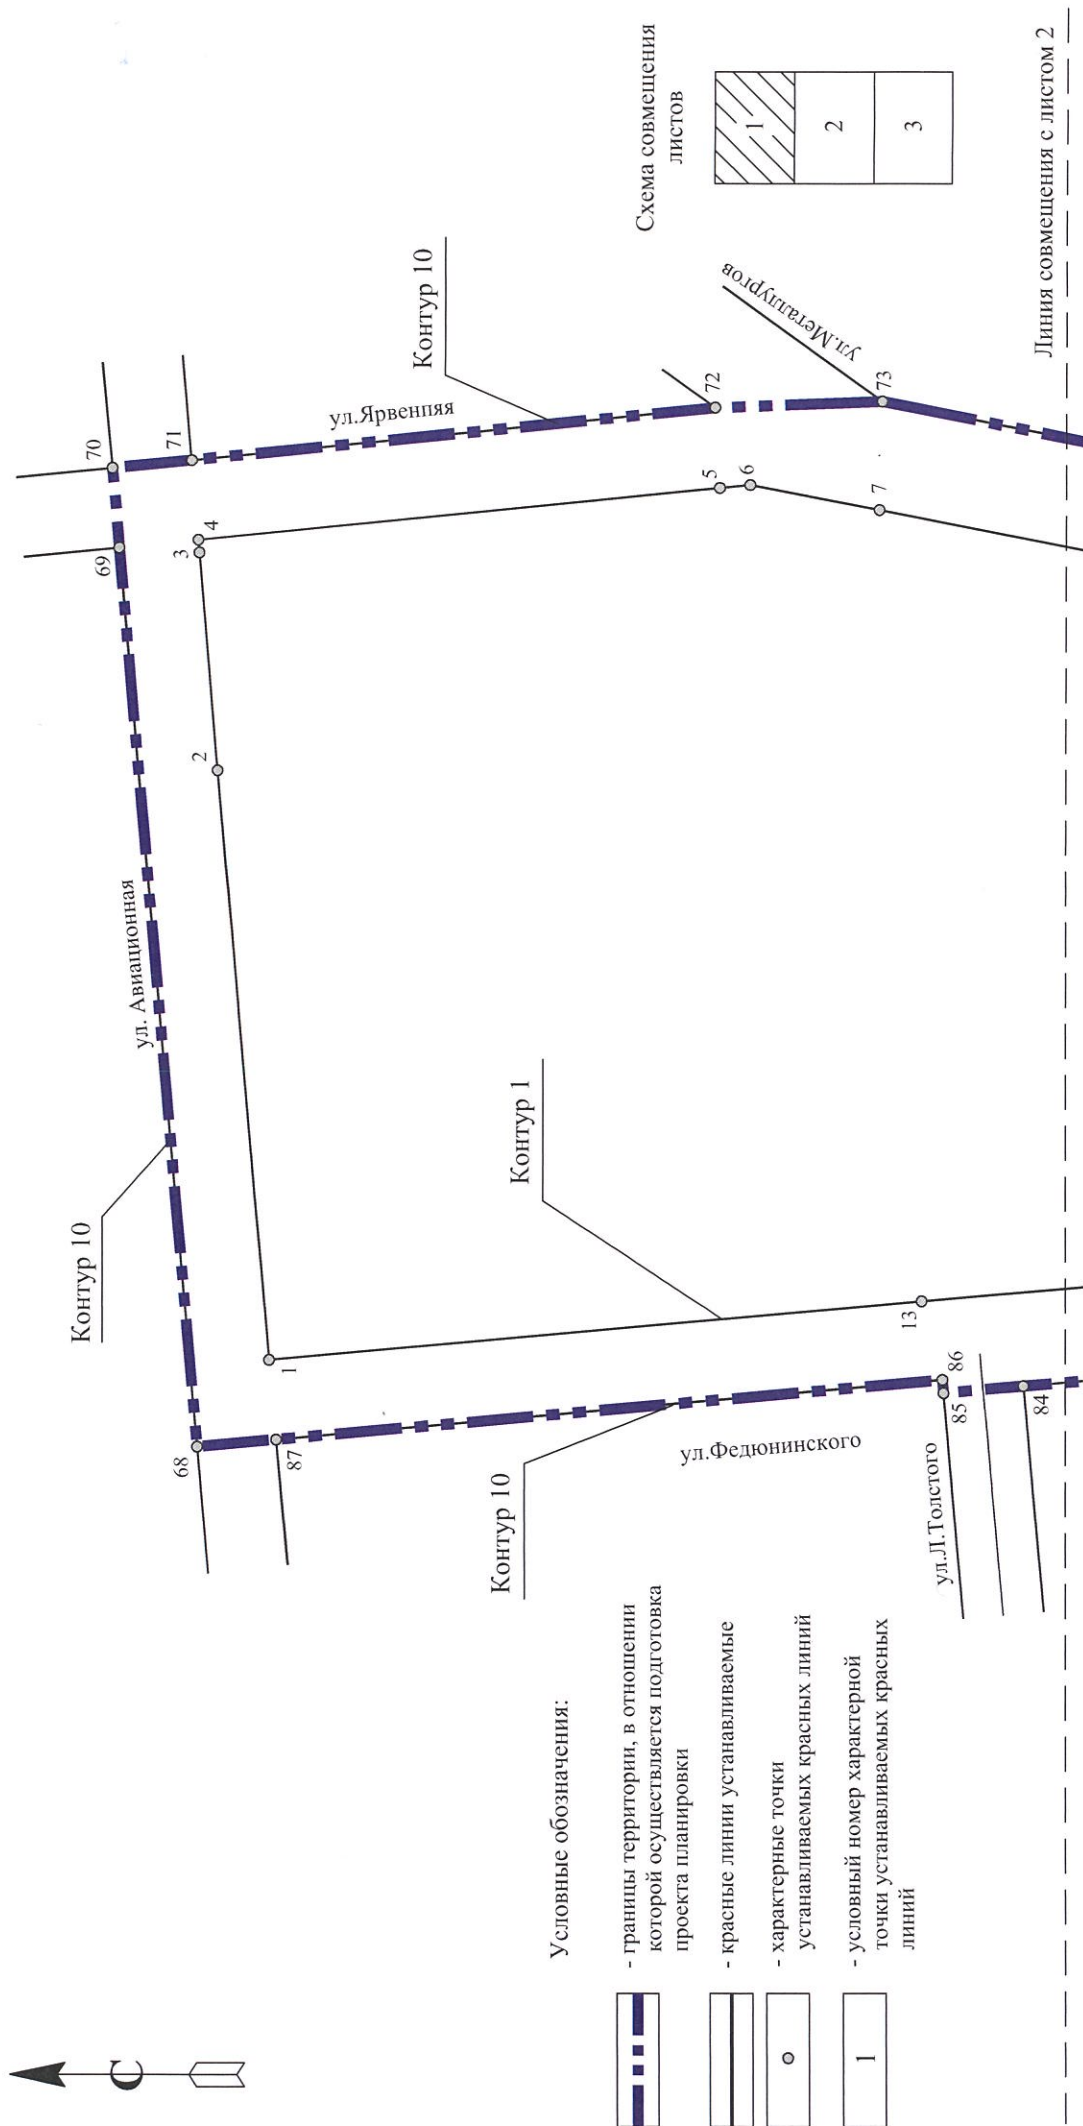 С
70
71
69
68
87
ул. Авиационная
ул.Ярвенпяя
Контур 10
Контур 10
Контур 10
Контур 1
1
2
3
4
5
6
7
13
72
73
ул.Металлургов
ул.Федюнинского
ул.Л.Толстого
85
86
84
Схема совмещения
листов
1
2
3
Линия совмещения с листом 2
Условные обозначения:
- границы территории, в отношении
которой осуществляется подготовка
проекта планировки
- красные линии устанавливаемые
- характерные точки
устанавливаемых красных линий
1
- условный номер характерной
точки устанавливаемых красных
линий